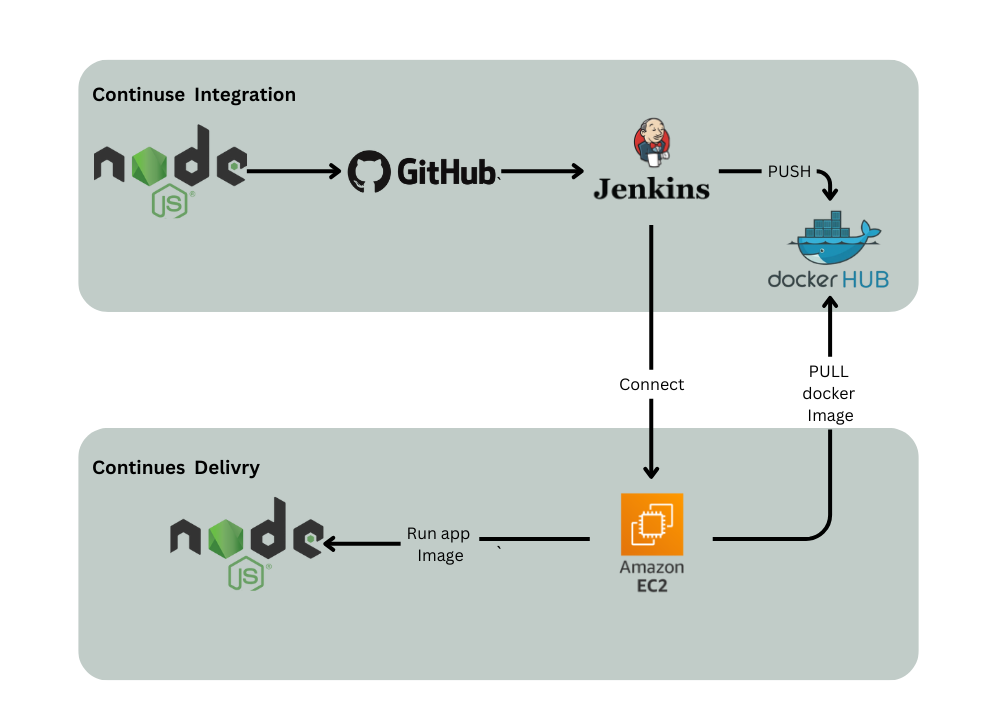 Continuse Integration
node
JS
®
GitHub
`
Jenkins
PUSH
docker HUB
Connect
PULL
docker
Image
Continues Delivry
node
JS
®
Run app
Image
`
Amazon
EC2